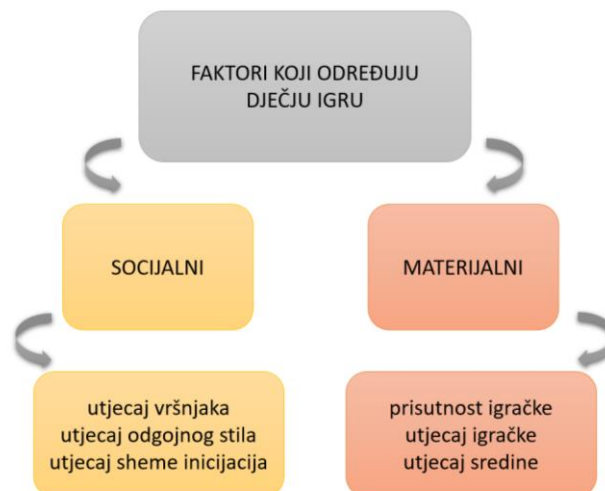 FAKTORI KOJI ODREĐUJU
DJEČJU IGRU
SOCIJALNI
MATERIJALNI
utjecaj vršnjaka
utjecaj odgojnog stila
utjecaj sheme inicijacija
prisutnost igračke
utjecaj igračke
utjecaj sredine